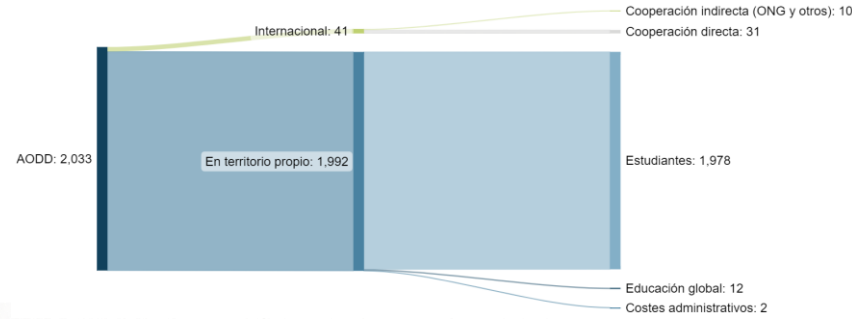 Cooperación indirecta (ONG y otros): 10
Internacional: 41
Cooperación directa: 31
AODD: 2,033
En territorio propio: 1,992
Estudiantes: 1,978
Educación global: 12
Costes administrativos: 2